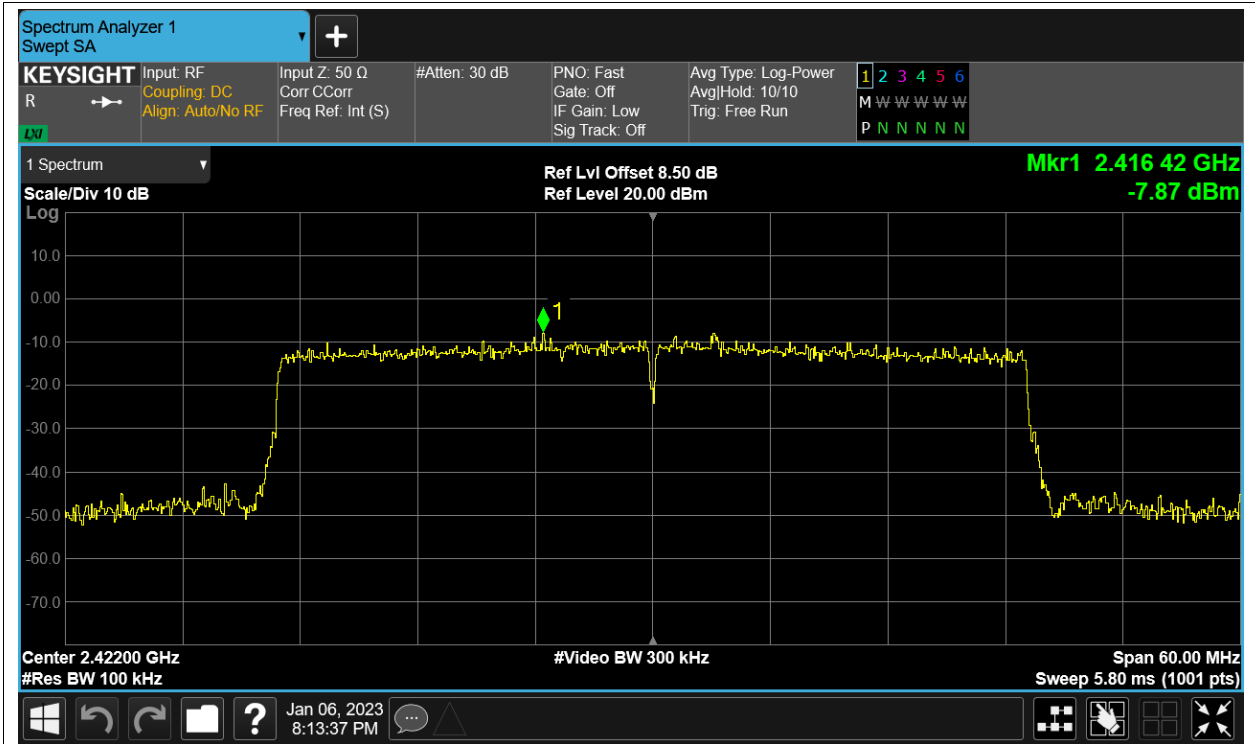 Spectrum Analyzer 1
Swept SA
+
KEYSIGHT
R
LXI
Input: RF
Coupling: DC
Align: Auto/No RF
Input Z: 50 Ω
Corr CCorr
Freq Ref: Int (S)
#Atten: 30 dB
PNO: Fast
Gate: Off
IF Gain: Low
Sig Track: Off
Avg Type: Log-Power
Avg|Hold: 10/10
Trig: Free Run
1 2 3 4 5 6
M W W W W W
P N N N N N
1 Spectrum
Scale/Div 10 dB
Ref Lvl Offset 8.50 dB
Ref Level 20.00 dBm
Mkr1 2.416 42 GHz
-7.87 dBm
Log
10.0
0.00
-10.0
-20.0
-30.0
-40.0
-50.0
-60.0
-70.0
1
Center 2.42200 GHz
#Res BW 100 kHz
#Video BW 300 kHz
Span 60.00 MHz
Sweep 5.80 ms (1001 pts)
?
Jan 06, 2023
8:13:37 PM